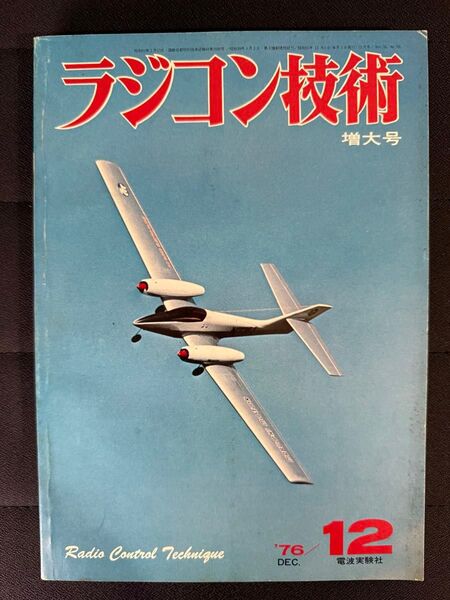 ラジコン技術
増大号
Radio Control Technique
'76/12
DEC.
電波実験社